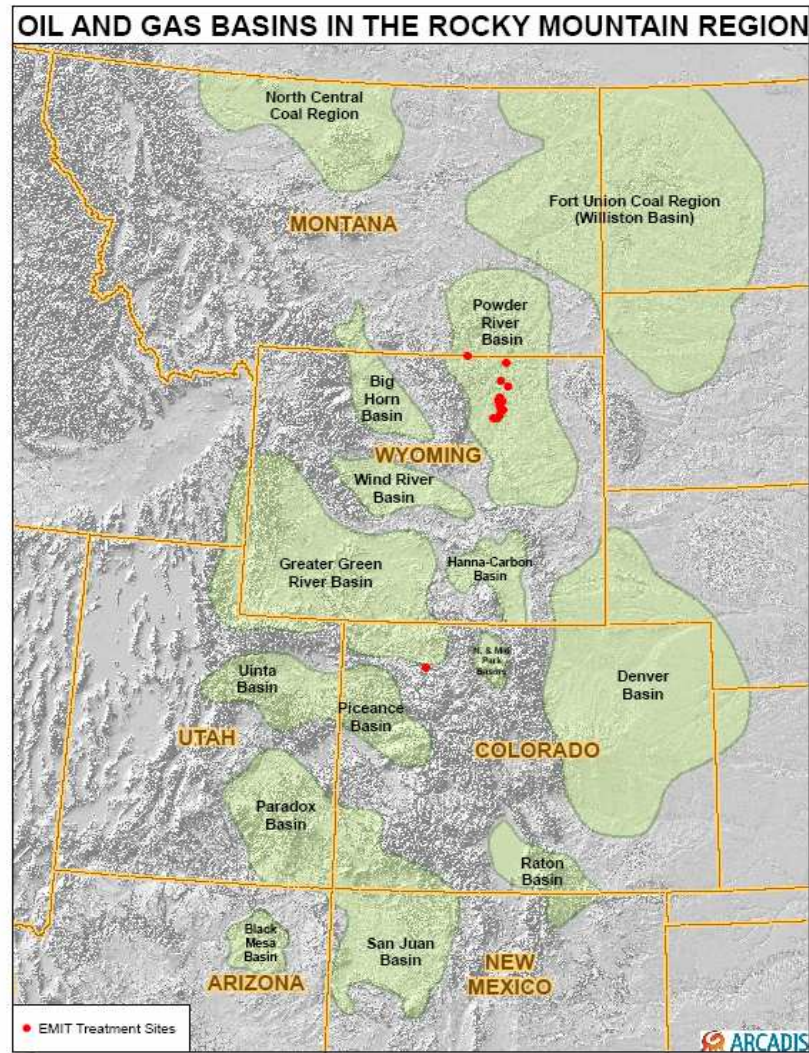 OIL AND GAS BASINS IN THE ROCKY MOUNTAIN REGION
North Central
Coal Region
Fort Union Coal Region
(Williston Basin)
MONTANA
Powder
River
Basin
Big
Horn
Basin
WYOMING
Wind River
Basin
Greater Green
River Basin
Hanna-Carbon
Basin
N. & Mid
Park
Basins
Uinta
Basin
Piceance
Basin
Denver
Basin
UTAH
COLORADO
Paradox
Basin
Raton
Basin
Black
Mesa
Basin
San Juan
Basin
ARIZONA
NEW
MEXICO
EMIT Treatment Sites
ARCADIS